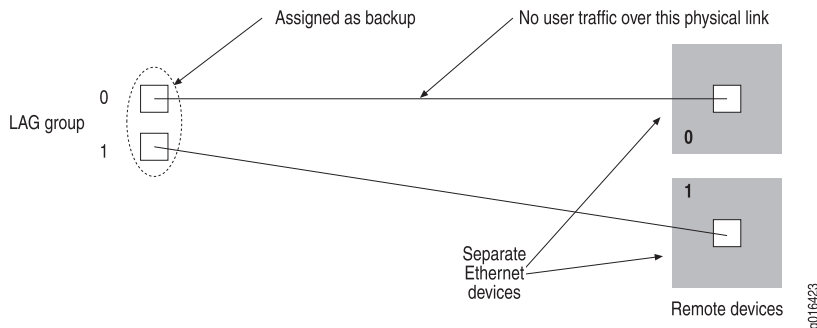 Assigned as backup
No user traffic over this physical link
0
LAG group
1
0
1
Separate
Ethernet
devices
Remote devices
g016423